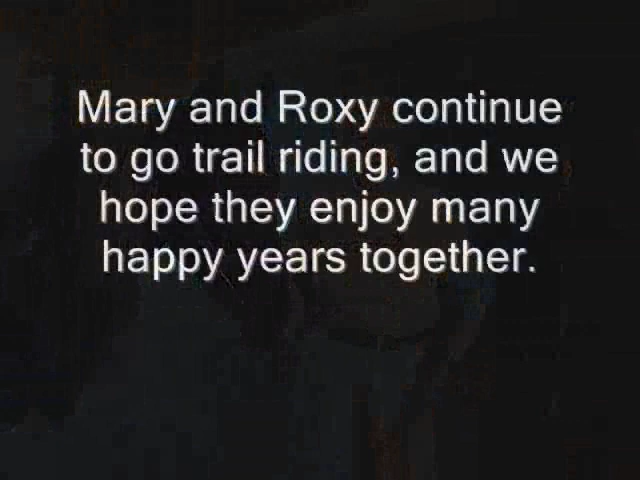 Mary and Roxy continue
to go trail riding, and we
hope they enjoy many
happy years together.